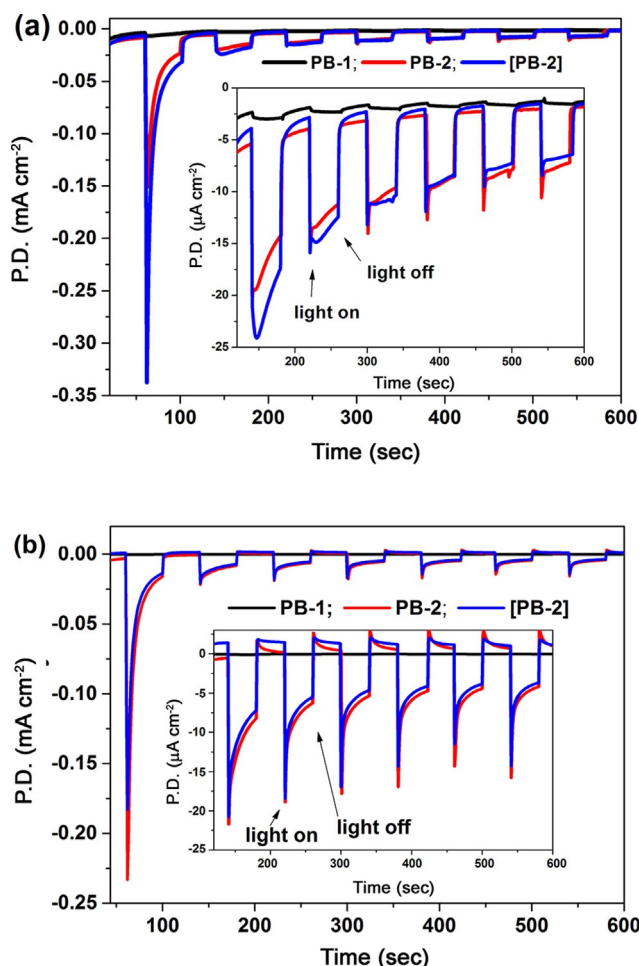 (a)
0.00
-0.05
-0.10
-0.15
-0.20
-0.25
-0.30
-0.35
P.D. (mA cm-2)
PB-1; PB-2; [PB-2]
0
-5
-10
-15
-20
-25
P.D. (μA cm-2)
light off
light on
200 300 400 500 600
Time (sec)
100 200 300 400 500 600
Time (sec)
(b)
0.00
-0.05
-0.10
-0.15
-0.20
-0.25
P.D. (mA cm-2)
PB-1; PB-2; [PB-2]
0
-5
-10
-15
-20
-25
P.D. (μA cm-2)
light on
light off
200 300 400 500 600
Time (sec)
100 200 300 400 500 600
Time (sec)